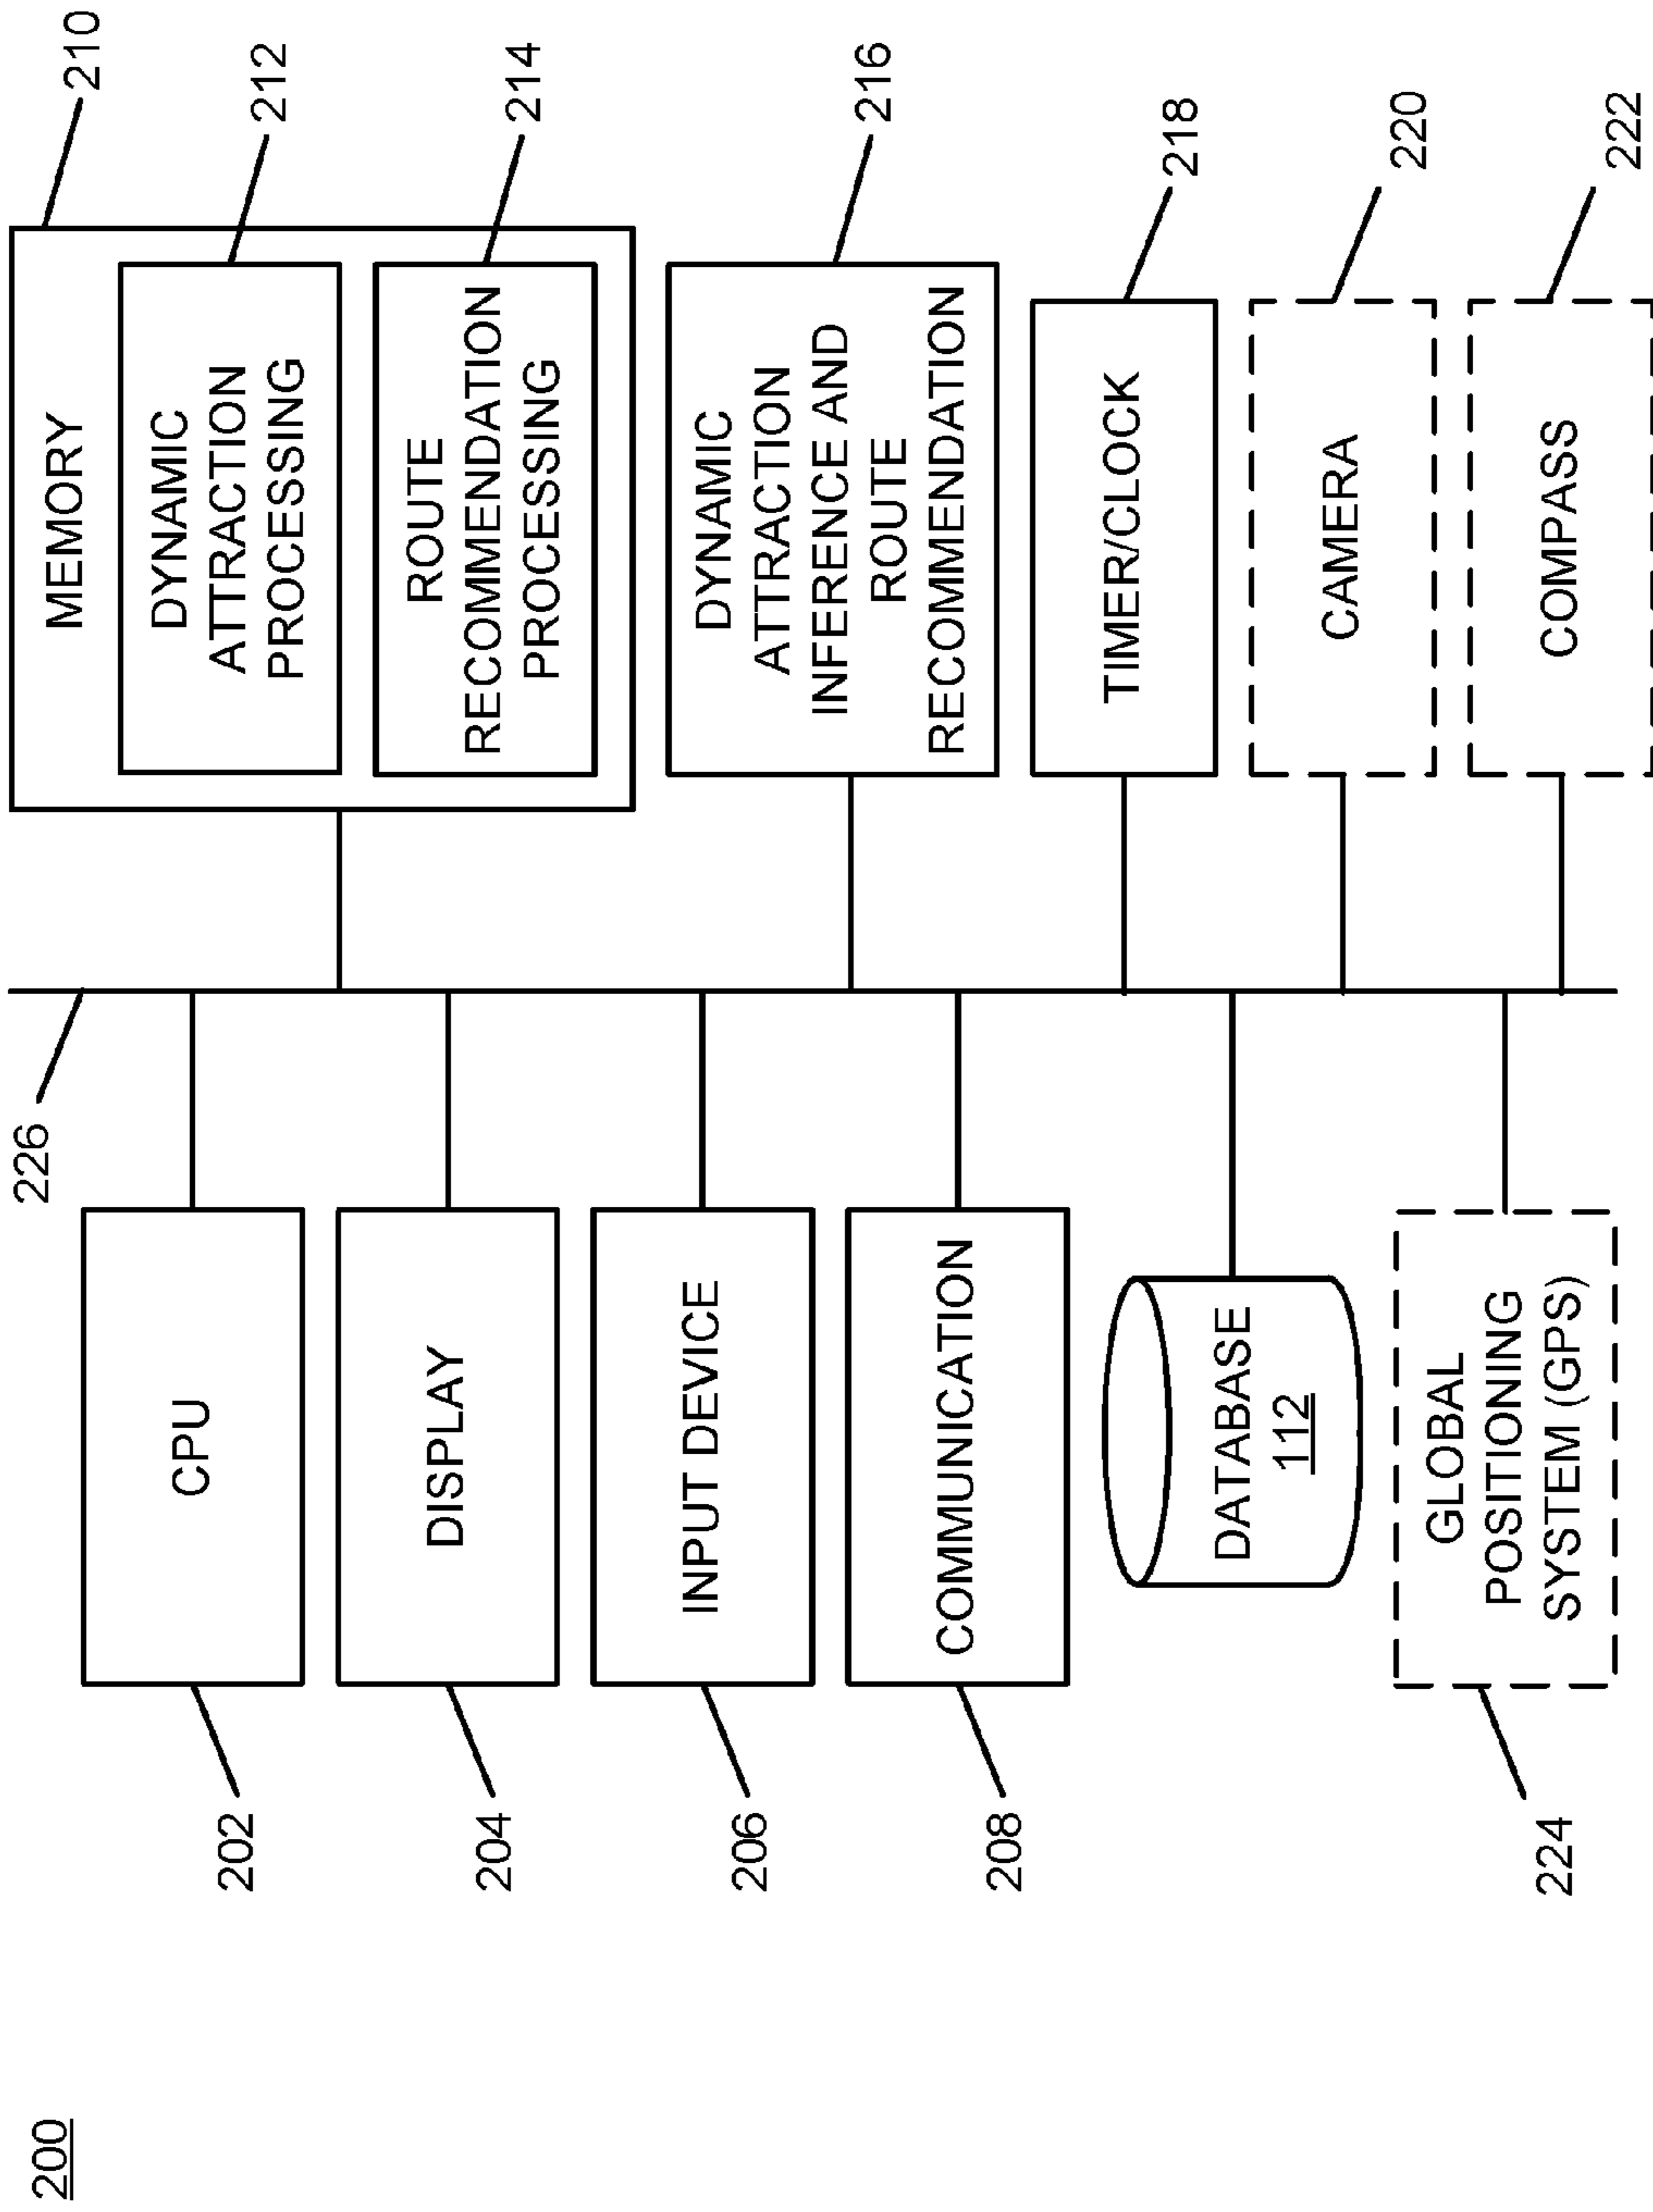 200
226
202
CPU
204
DISPLAY
206
INPUT DEVICE
208
COMMUNICATION
DATABASE
112
224
GLOBAL
POSITIONING
SYSTEM (GPS)
210
MEMORY
212
DYNAMIC
ATTRACTION
PROCESSING
214
ROUTE
RECOMMENDATION
PROCESSING
216
DYNAMIC
ATTRACTION
INFERENCE AND
ROUTE
RECOMMENDATION
218
TIMER/CLOCK
220
CAMERA
222
COMPASS